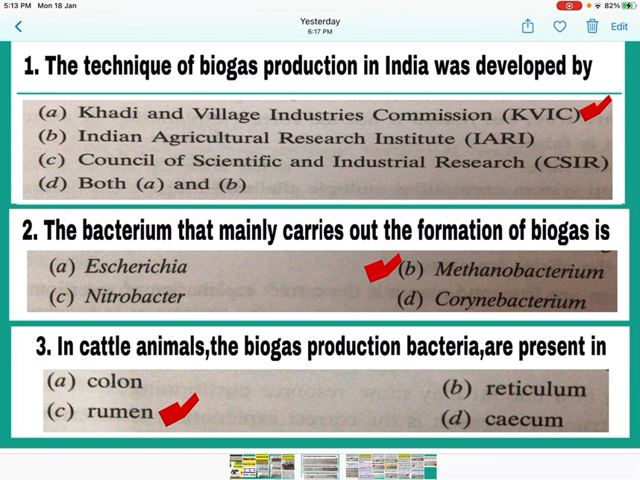 5:13 PM Mon 18 Jan
82%
Yesterday
6:17 PM
Edit
1. The technique of biogas production in India was developed by
(a) Khadi and Village Industries Commission (KVIC)
(b) Indian Agricultural Research Institute (IARI)
(c) Council of Scientific and Industrial Research (CSIR)
(d) Both (a) and (b)
2. The bacterium that mainly carries out the formation of biogas is
(a) Escherichia
(b) Methanobacterium
(c) Nitrobacter
(d) Corynebacterium
3. In cattle animals,the biogas production bacteria,are present in
(a) colon
(b) reticulum
(c) rumen
(d) caecum